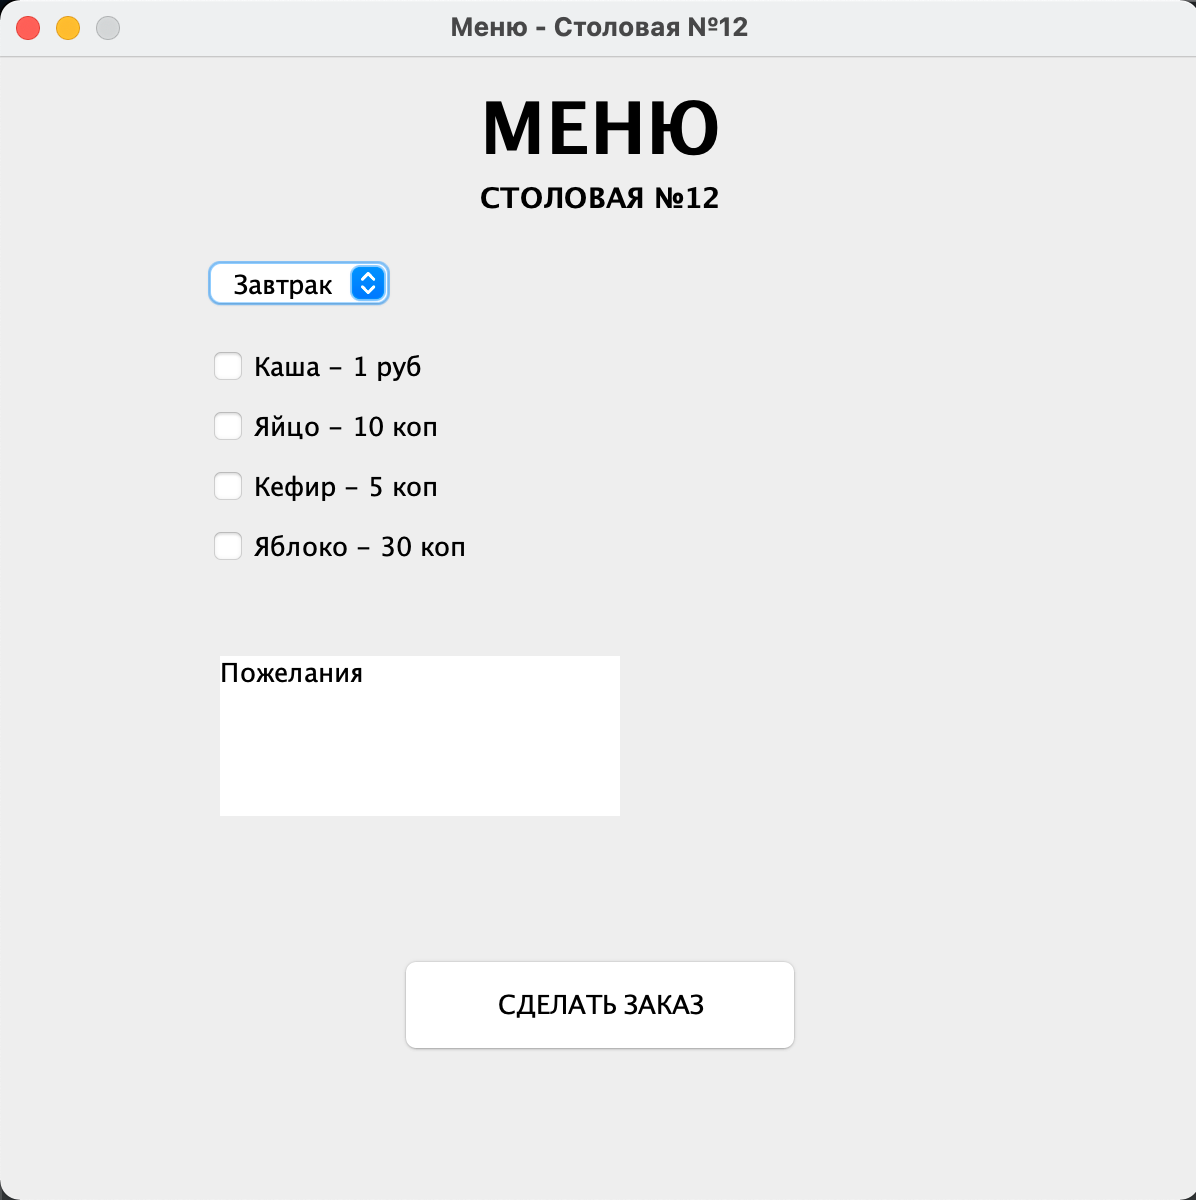 Меню - Столовая №12
МЕНЮ
СТОЛОВАЯ №12
Завтрак
Каша – 1 руб
Яйцо – 10 коп
Кефир – 5 коп
Яблоко – 30 коп
Пожелания
СДЕЛАТЬ ЗАКАЗ